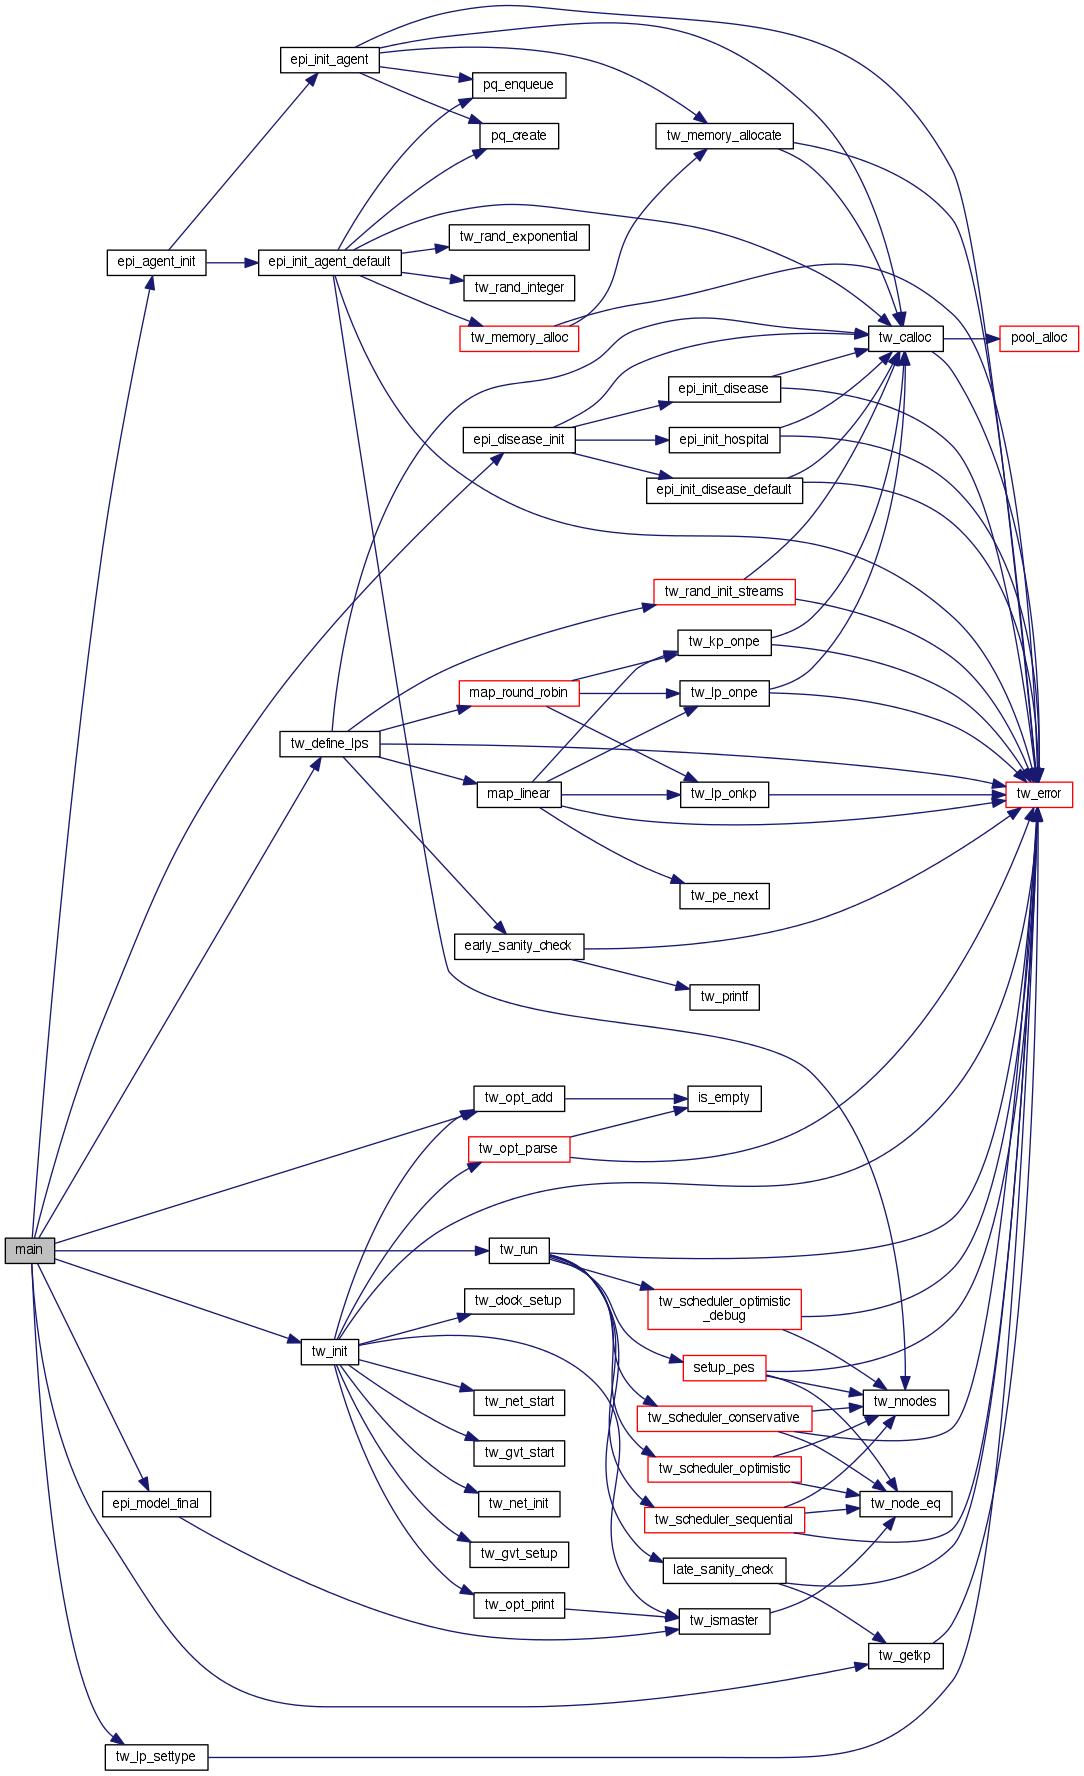 epi_init_agent
pq_enqueue
pq_create
tw_memory_allocate
tw_rand_exponential
epi_agent_init
epi_init_agent_default
tw_rand_integer
tw_memory_alloc
tw_calloc
pool_alloc
epi_init_disease
epi_disease_init
epi_init_hospital
epi_init_disease_default
tw_rand_init_streams
tw_kp_onpe
map_round_robin
tw_lp_onpe
tw_define_lps
map_linear
tw_lp_onkp
tw_error
tw_pe_next
early_sanity_check
tw_printf
tw_opt_add
is_empty
tw_opt_parse
main
tw_run
tw_clock_setup
tw_scheduler_optimistic
_debug
tw_init
setup_pes
tw_net_start
tw_nnodes
tw_scheduler_conservative
tw_gvt_start
tw_scheduler_optimistic
epi_model_final
tw_net_init
tw_node_eq
tw_scheduler_sequential
tw_gvt_setup
late_sanity_check
tw_opt_print
tw_ismaster
tw_getkp
tw_lp_settype